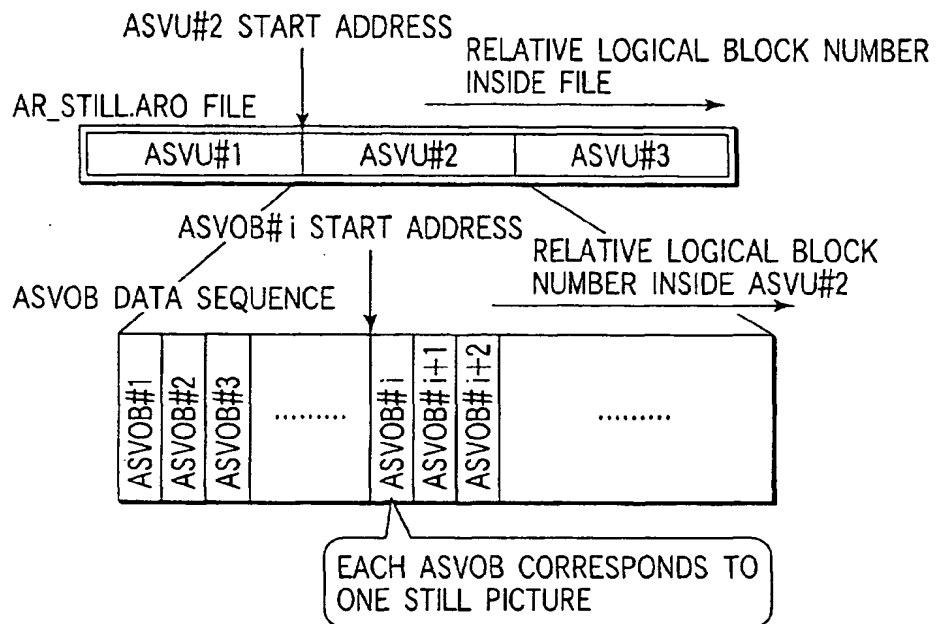 ASVU#2 START ADDRESS
RELATIVE LOGICAL BLOCK NUMBER
INSIDE FILE
AR_STILL.ARO FILE
ASVU#1 ASVU#2 ASVU#3
ASVOB#i START ADDRESS
RELATIVE LOGICAL BLOCK
NUMBER INSIDE ASVU#2
ASVOB DATA SEQUENCE
ASVOB#1
ASVOB#2
ASVOB#3
.........
ASVOB#i
ASVOB#i+1
ASVOB#i+2
.........
EACH ASVOB CORRESPONDS TO
ONE STILL PICTURE